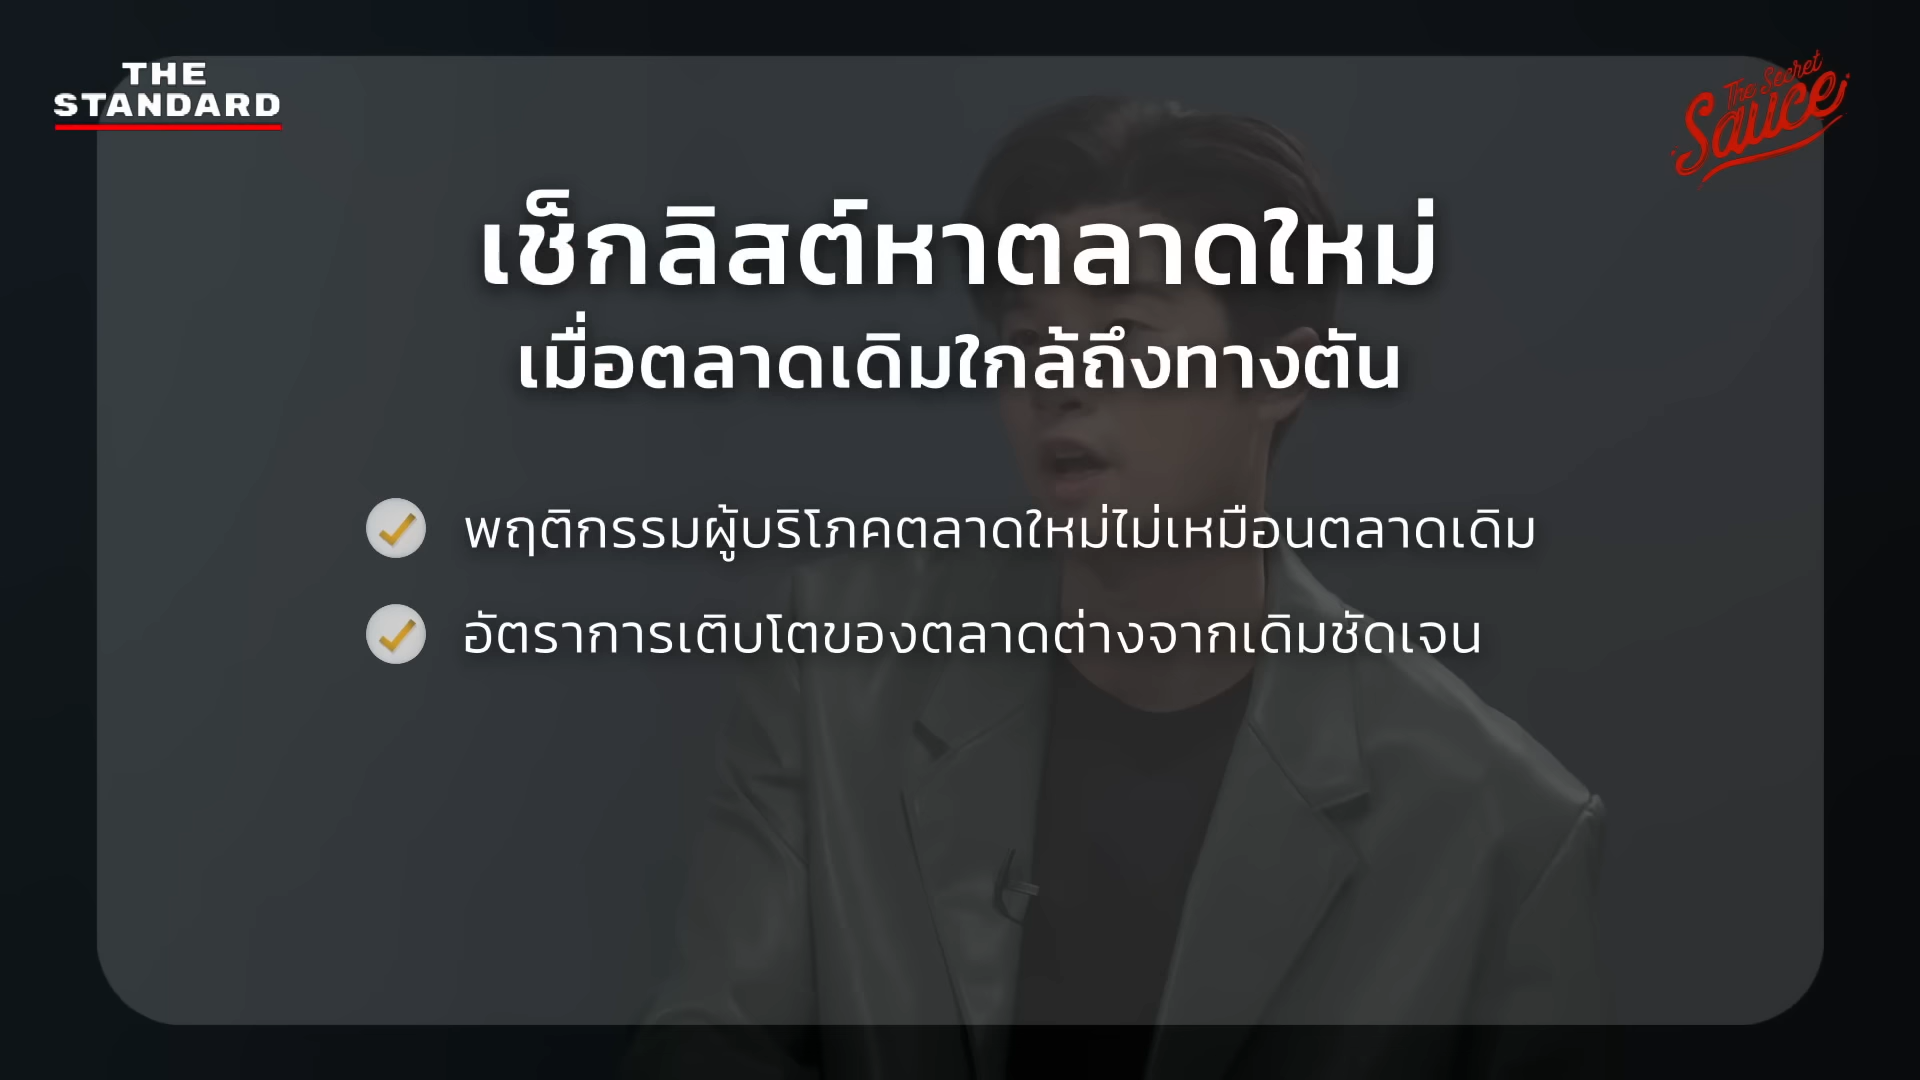 THE
STANDARD
The Secret
Sauce
เช็กลิสต์หาตลาดใหม่
เมื่อตลาดเดิมใกล้ถึงทางตัน
พฤติกรรมผู้บริโภคตลาดใหม่ไม่เหมือนตลาดเดิม
อัตราการเติบโตของตลาดต่างจากเดิมชัดเจน